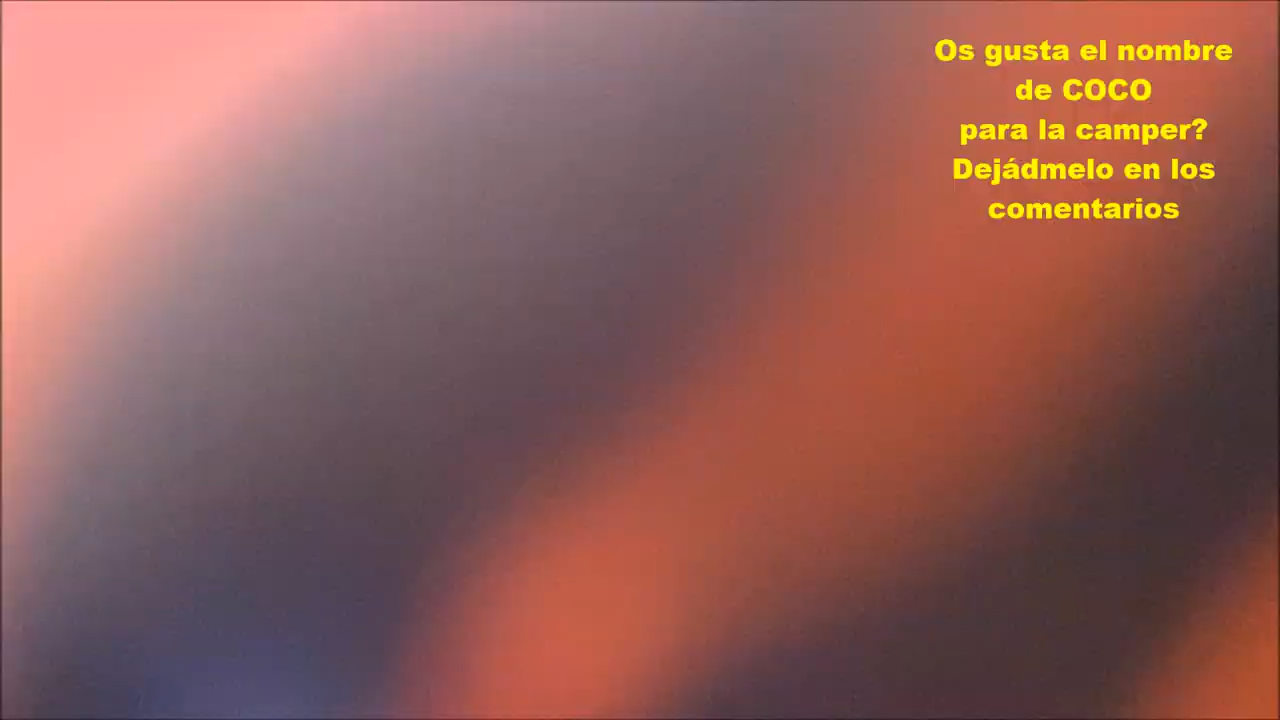 Os gusta el nombre
de COCO
para la camper?
Dejádmelo en los
comentarios